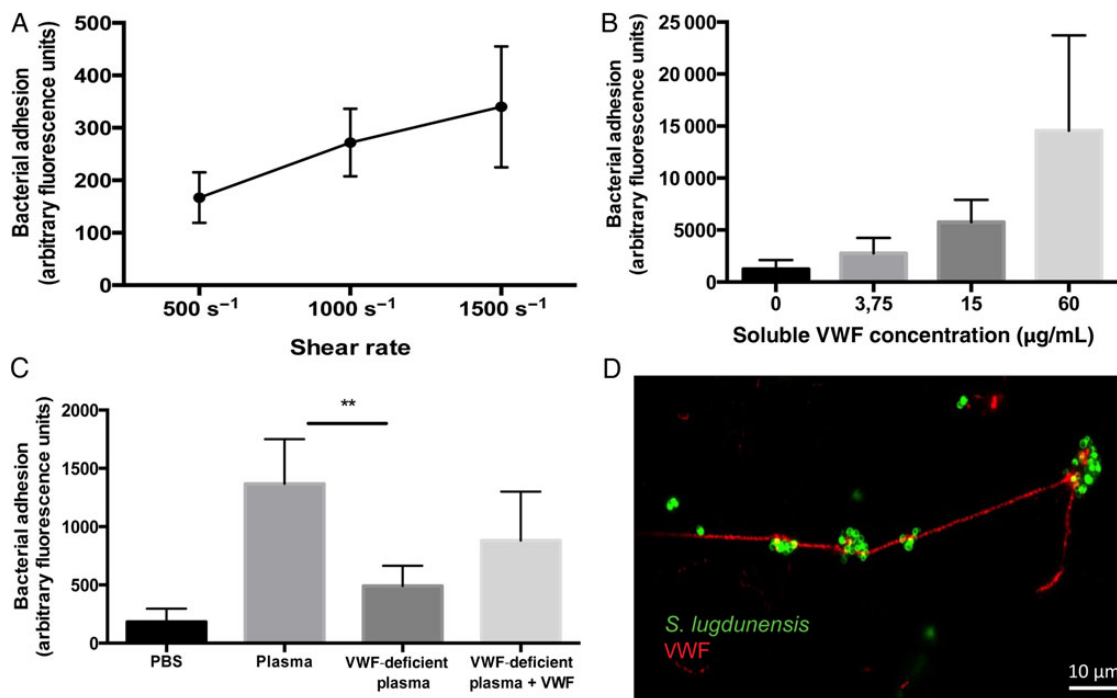 A
Bacterial adhesion
(arbitrary fluorescence units)
500
400
300
200
100
0
500 s⁻¹
1000 s⁻¹
1500 s⁻¹
Shear rate
B
Bacterial adhesion
(arbitrary fluorescence units)
25 000
20 000
15 000
10 000
5000
0
0
3,75
15
60
Soluble VWF concentration (µg/mL)
C
Bacterial adhesion
(arbitrary fluorescence units)
2000
1500
1000
500
0
**
PBS
Plasma
VWF-deficient
plasma
VWF-deficient
plasma + VWF
D
S. lugdunensis
VWF
10 µm